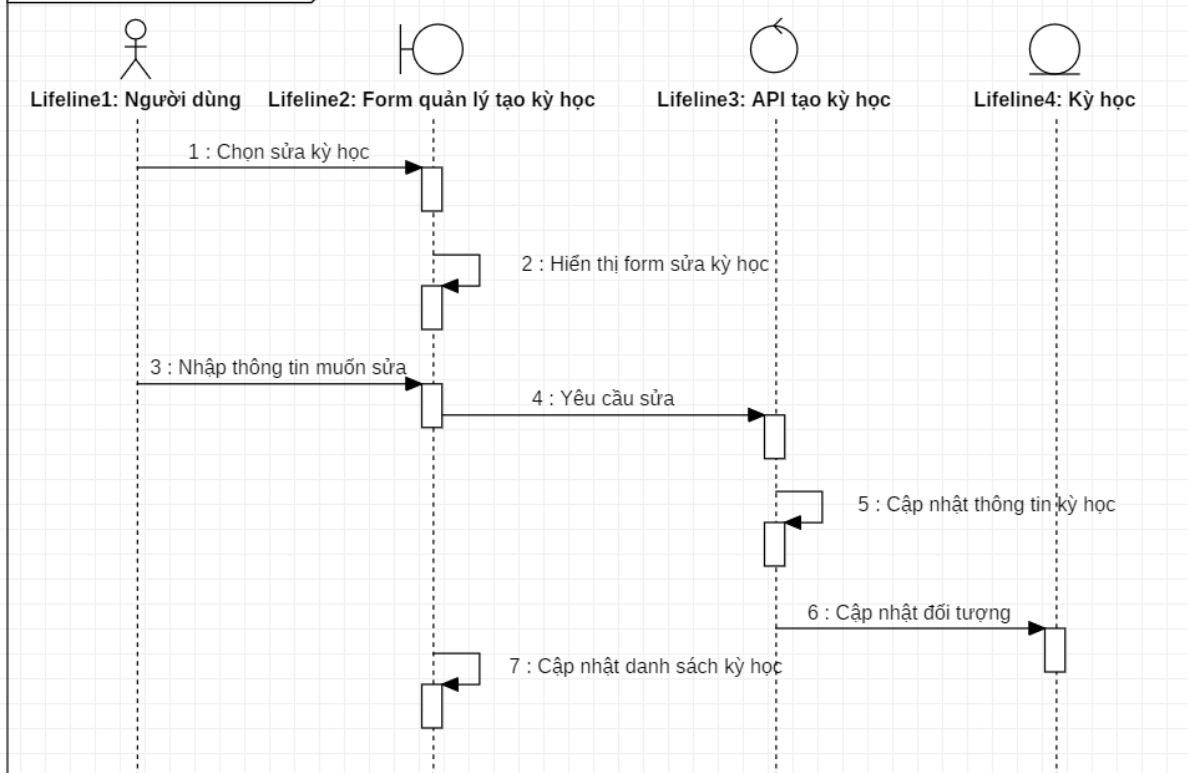 Lifeline1: Người dùng
Lifeline2: Form quản lý tạo kỳ học
Lifeline3: API tạo kỳ học
Lifeline4: Kỳ học
1 : Chọn sửa kỳ học
2 : Hiển thị form sửa kỳ học
3 : Nhập thông tin muốn sửa
4 : Yêu cầu sửa
5 : Cập nhật thông tin kỳ học
6 : Cập nhật đối tượng
7 : Cập nhật danh sách kỳ học